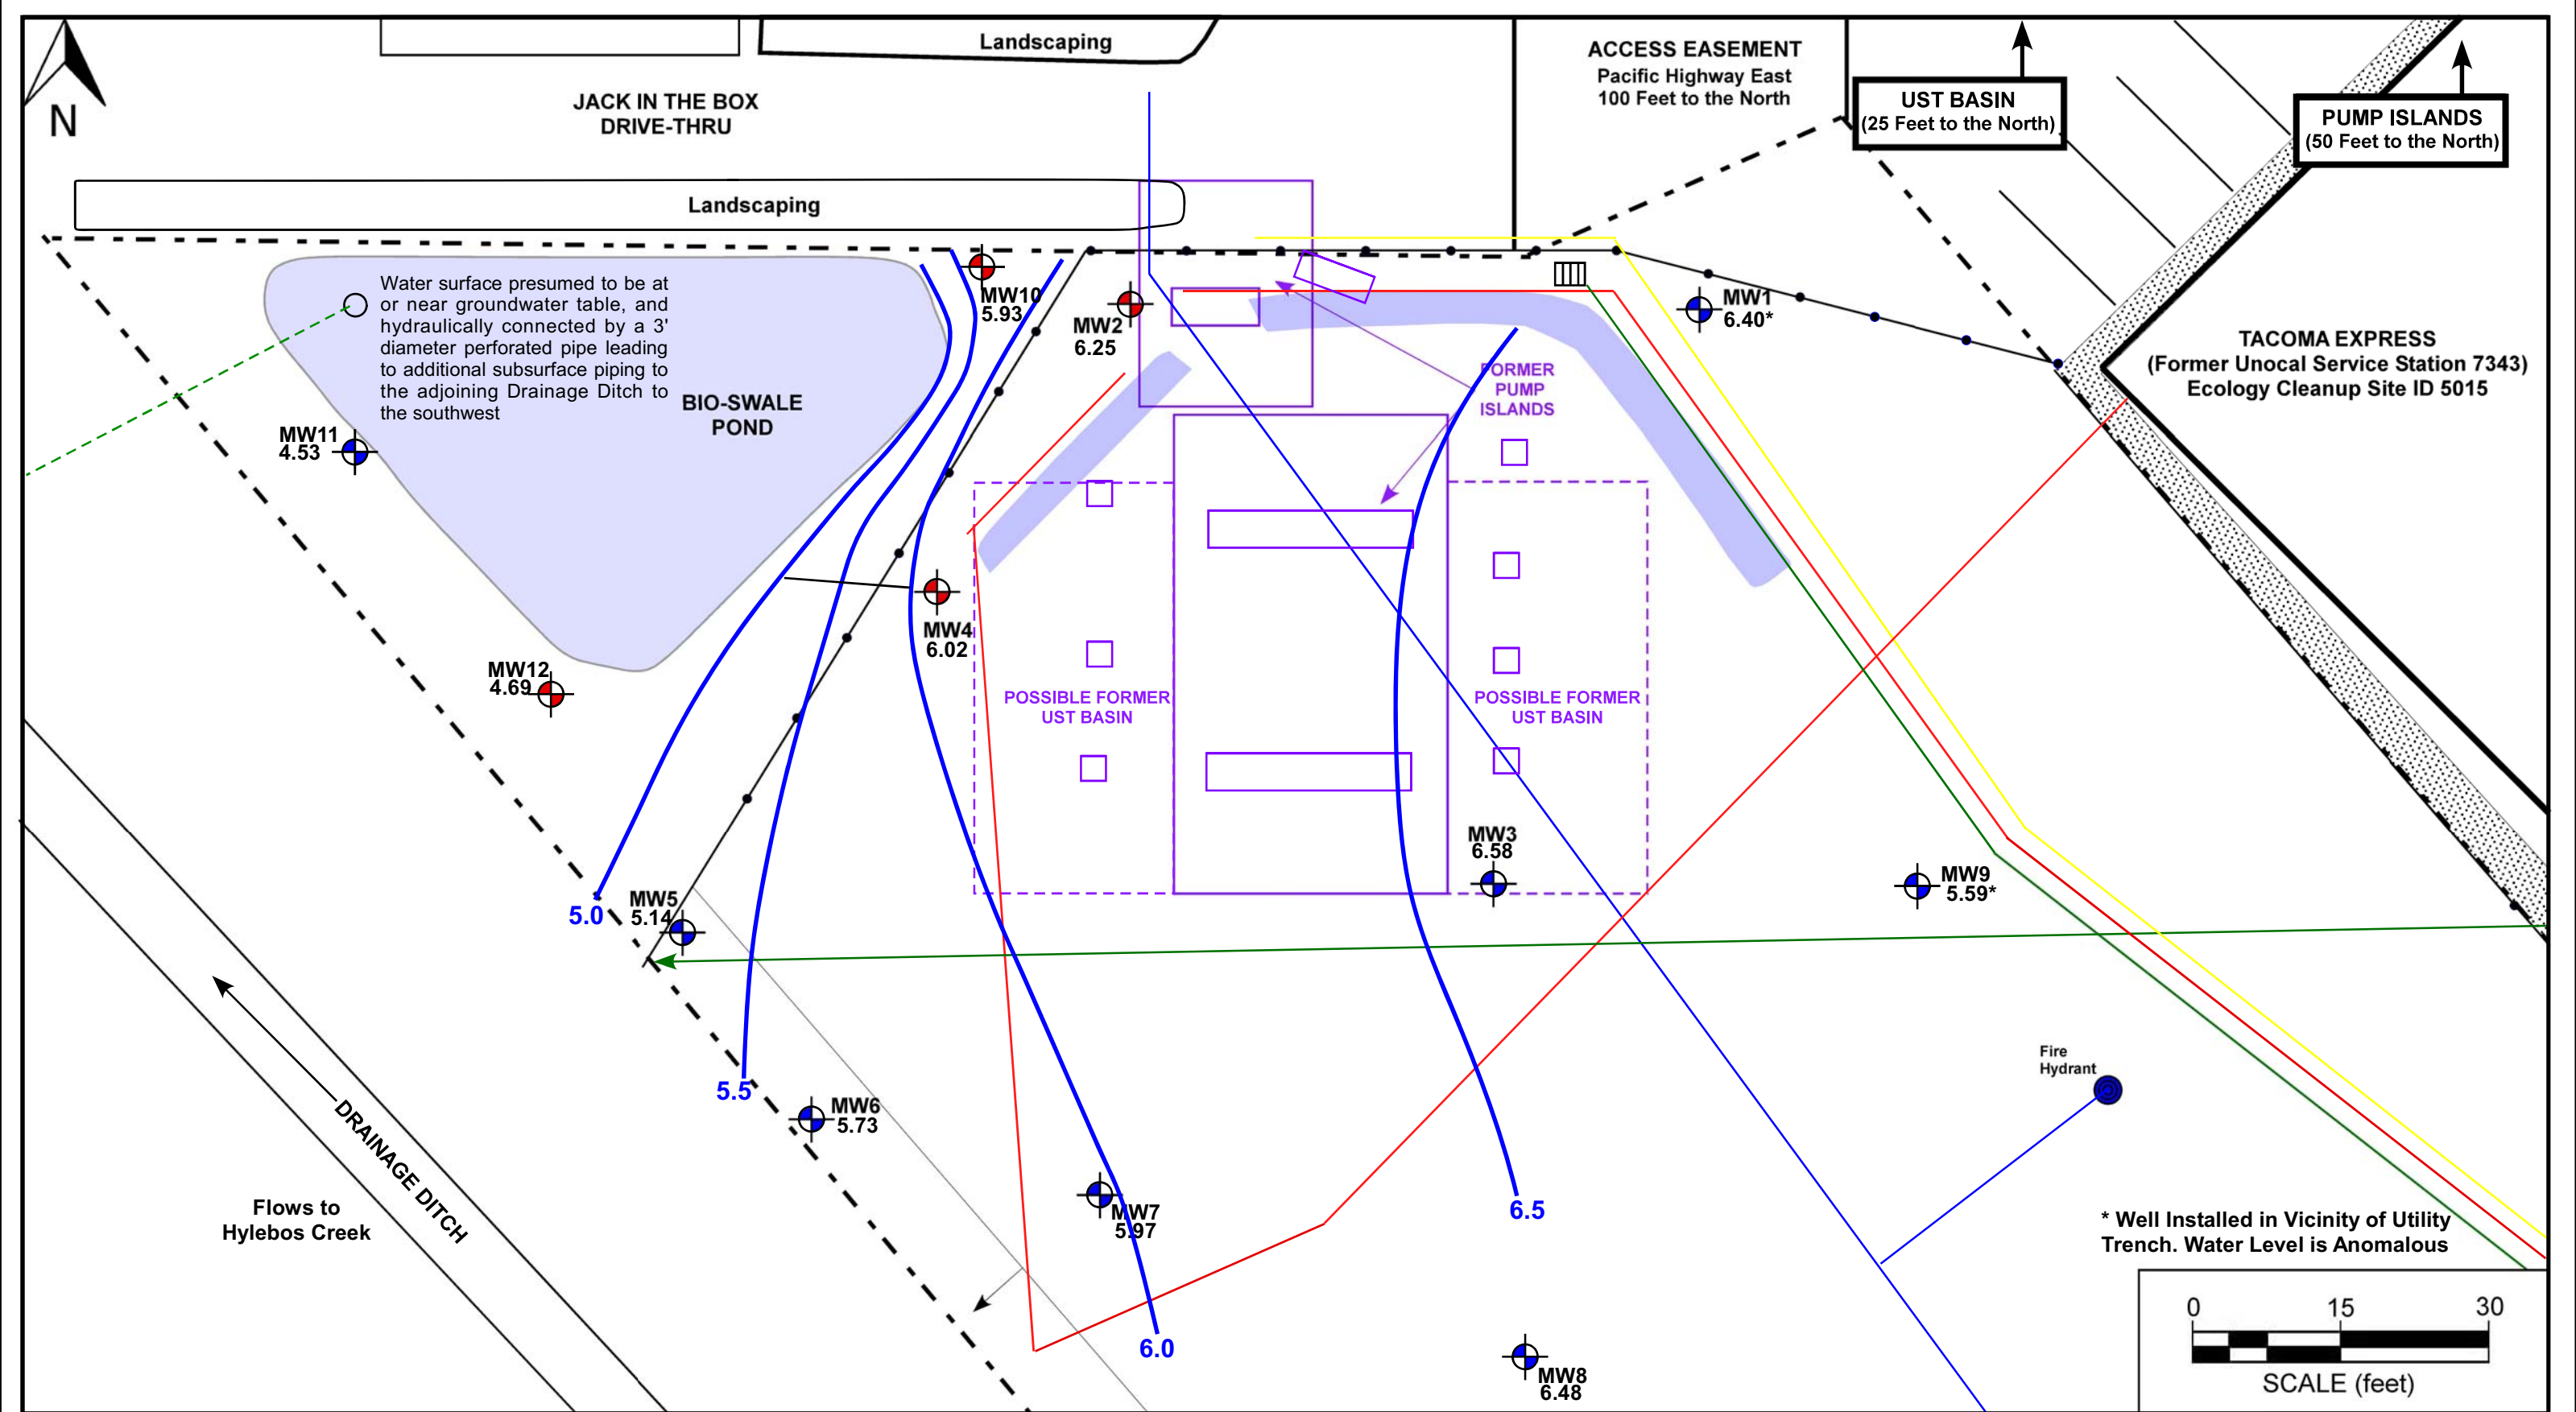 Landscaping
ACCESS EASEMENT
Pacific Highway East
100 Feet to the North
UST BASIN
(25 Feet to the North)
PUMP ISLANDS
(50 Feet to the North)
N
JACK IN THE BOX
DRIVE-THRU
Landscaping
Water surface presumed to be at
or near groundwater table, and
hydraulically connected by a 3'
diameter perforated pipe leading
to additional subsurface piping to
the adjoining Drainage Ditch to
the southwest
BIO-SWALE
POND
MW10
5.93
MW2
6.25
MW1
6.40*
TACOMA EXPRESS
(Former Unocal Service Station 7343)
Ecology Cleanup Site ID 5015
FORMER
PUMP
ISLANDS
MW11
4.53
MW4
6.02
MW12
4.69
POSSIBLE FORMER
UST BASIN
POSSIBLE FORMER
UST BASIN
MW3
6.58
MW9
5.59*
MW5
5.14
5.0
5.5
MW6
5.73
Fire
Hydrant
DRAINAGE DITCH
Flows to
Hylebos Creek
MW7
5.97
6.5
6.0
MW8
6.48
* Well Installed in Vicinity of Utility
Trench. Water Level is Anomalous
0 15 30
SCALE (feet)